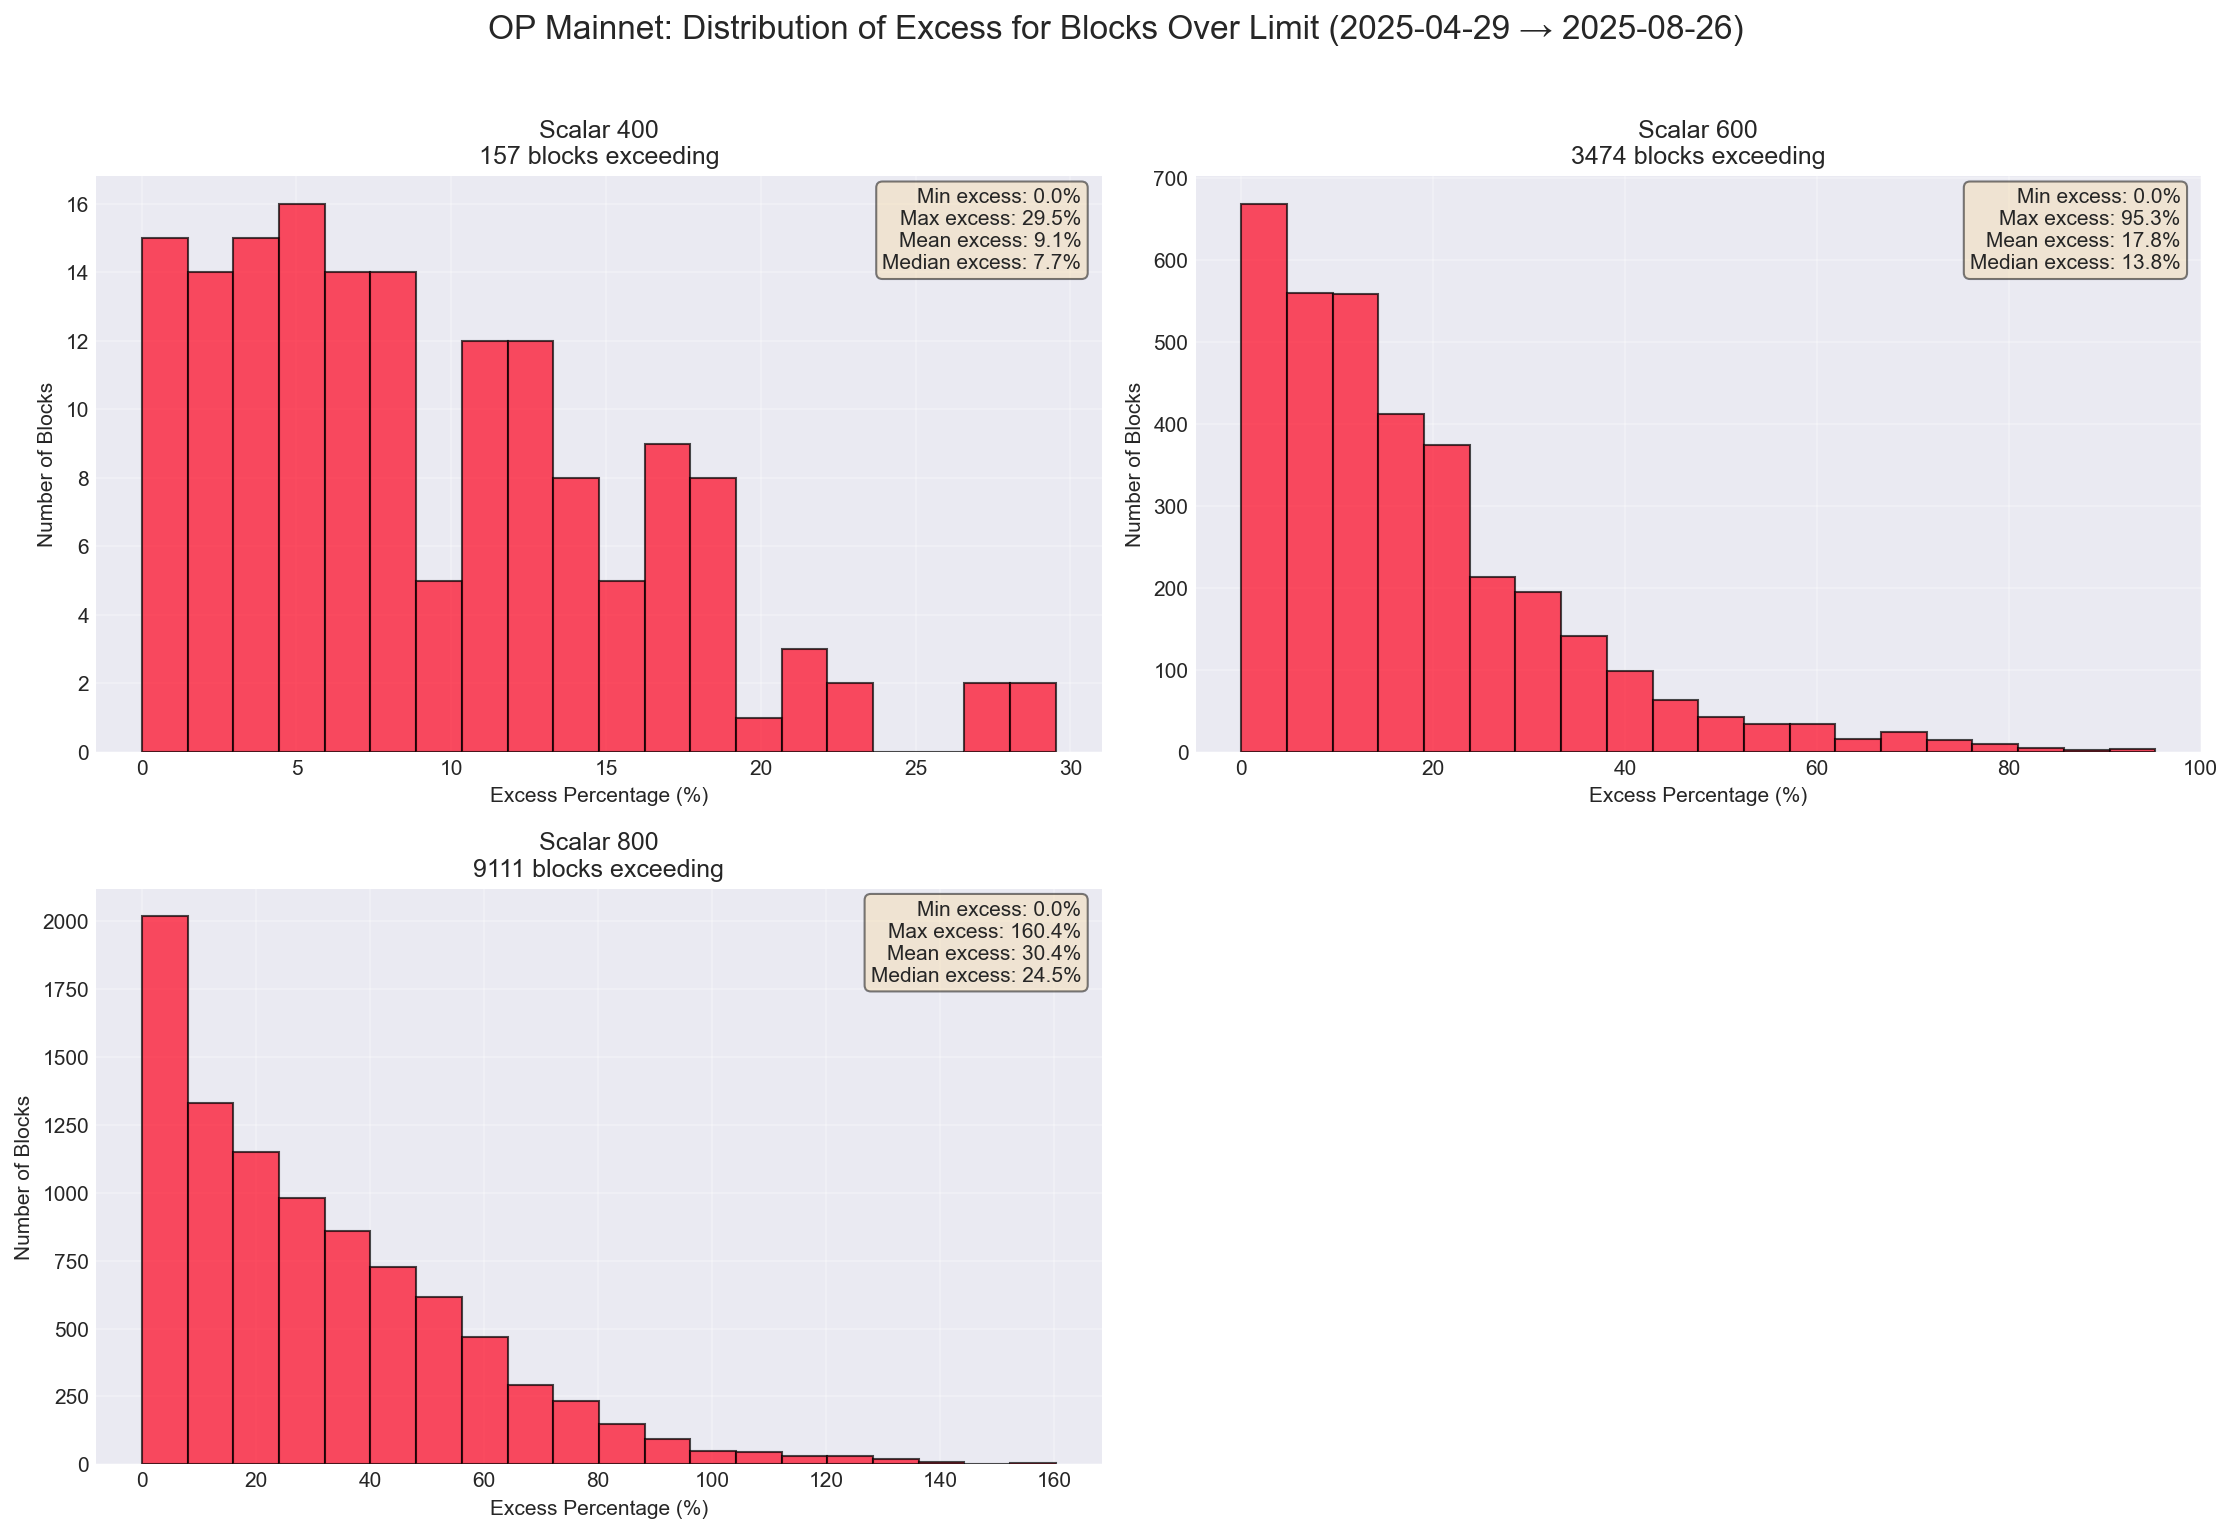 OP Mainnet: Distribution of Excess for Blocks Over Limit (2025-04-29 → 2025-08-26)
Scalar 400
157 blocks exceeding
Min excess: 0.0%
Max excess: 29.5%
Mean excess: 9.1%
Median excess: 7.7%
Number of Blocks
16
14
12
10
8
6
4
2
0
0 5 10 15 20 25 30
Excess Percentage (%)
Scalar 600
3474 blocks exceeding
Min excess: 0.0%
Max excess: 95.3%
Mean excess: 17.8%
Median excess: 13.8%
Number of Blocks
700
600
500
400
300
200
100
0
0 20 40 60 80 100
Excess Percentage (%)
Scalar 800
9111 blocks exceeding
Min excess: 0.0%
Max excess: 160.4%
Mean excess: 30.4%
Median excess: 24.5%
Number of Blocks
2000
1750
1500
1250
1000
750
500
250
0
0 20 40 60 80 100 120 140 160
Excess Percentage (%)